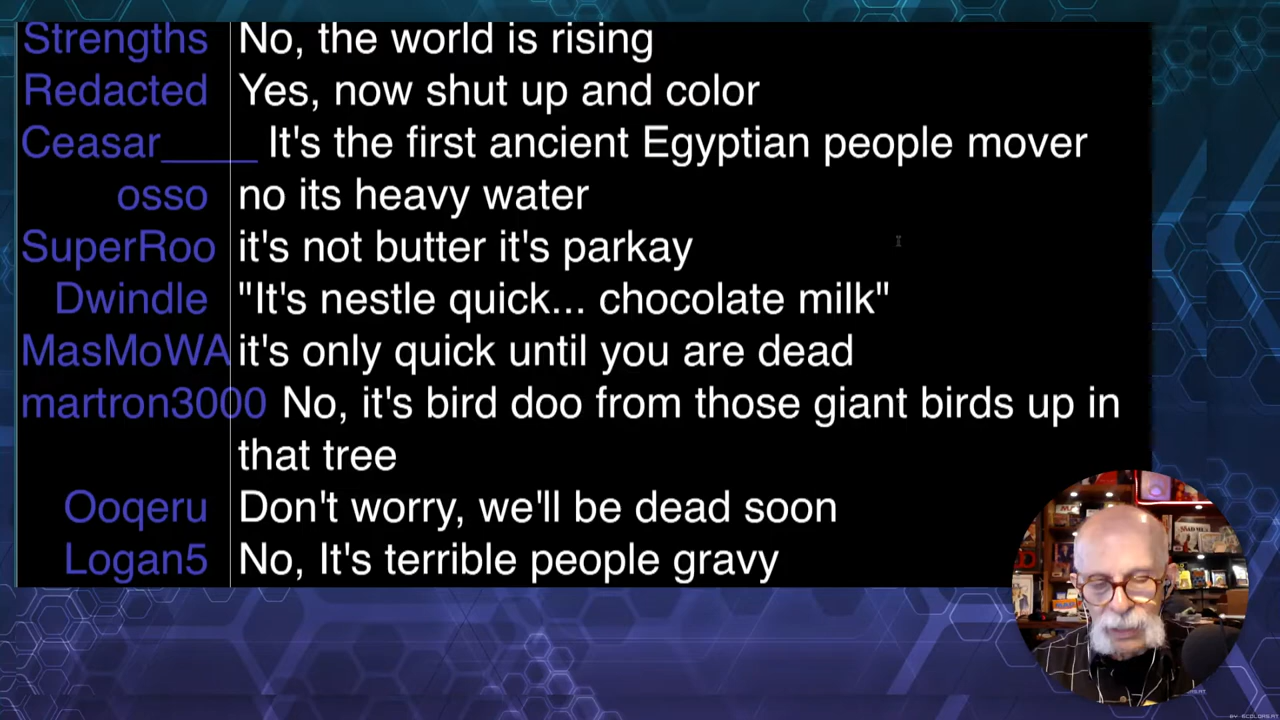 Strengths No, the world is rising
Redacted Yes, now shut up and color
Ceasar_____ It's the first ancient Egyptian people mover
osso no its heavy water
SuperRoo it's not butter it's parkay
Dwindle "It's nestle quick... chocolate milk"
MasMoWA it's only quick until you are dead
martron3000 No, it's bird doo from those giant birds up in
that tree
Ooqeru Don't worry, we'll be dead soon
Logan5 No, It's terrible people gravy